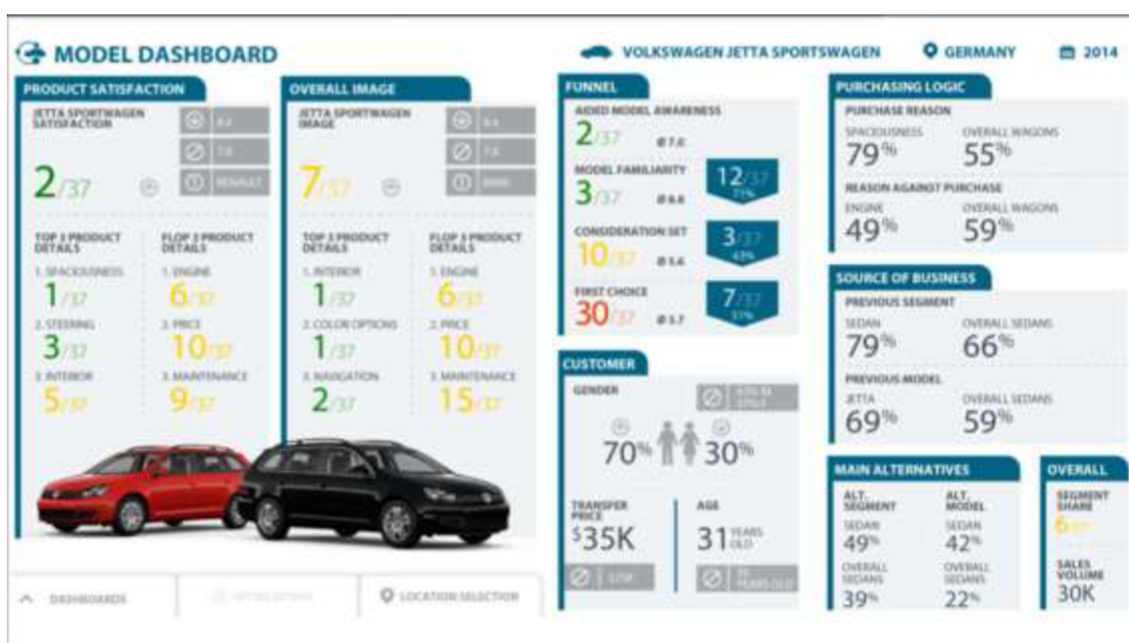 MODEL DASHBOARD
VOLKSWAGEN JETTA SPORTSWAGEN
GERMANY
2014
PRODUCT SATISFACTION
JETTA SPORTWAGEN
SATISFACTION
2/37
TOP 3 PRODUCT
DETAILS
1. SPACIOUSNESS
1/37
2. STEERING
3/37
3. INTERIOR
5/37
FLOP 3 PRODUCT
DETAILS
1. ENGINE
6/37
2. PRICE
10/37
3. MAINTENANCE
9/37
OVERALL IMAGE
JETTA SPORTWAGEN
IMAGE
7/37
TOP 3 PRODUCT
DETAILS
1. INTERIOR
1/37
2. COLOR OPTIONS
1/37
3. NAVIGATION
2/37
FLOP 3 PRODUCT
DETAILS
1. ENGINE
6/37
2. PRICE
10/37
3. MAINTENANCE
15/37
FUNNEL
AIDED MODEL AWARENESS
2/37
MODEL FAMILIARITY
3/37
12/37
71%
CONSIDERATION SET
10/37
3/37
63%
FIRST CHOICE
30/37
7/37
CUSTOMER
GENDER
70%
30%
TRANSFER
PRICE
$35K
AGE
31 YEARS
OLD
PURCHASING LOGIC
PURCHASE REASON
SPACIOUSNESS
79%
OVERALL WAGONS
55%
REASON AGAINST PURCHASE
ENGINE
49%
OVERALL WAGONS
59%
SOURCE OF BUSINESS
PREVIOUS SEGMENT
SEDAN
79%
OVERALL SEDANS
66%
PREVIOUS MODEL
JETTA
69%
OVERALL SEDANS
59%
MAIN ALTERNATIVES
ALT.
SEGMENT
SEDAN
49%
OVERALL
SEDANS
39%
ALT.
MODEL
SEDAN
42%
OVERALL
SEDANS
22%
OVERALL
SEGMENT
SHARE
6/37
SALES
VOLUME
30K
DASHBOARDS
LOCATION SELECTION